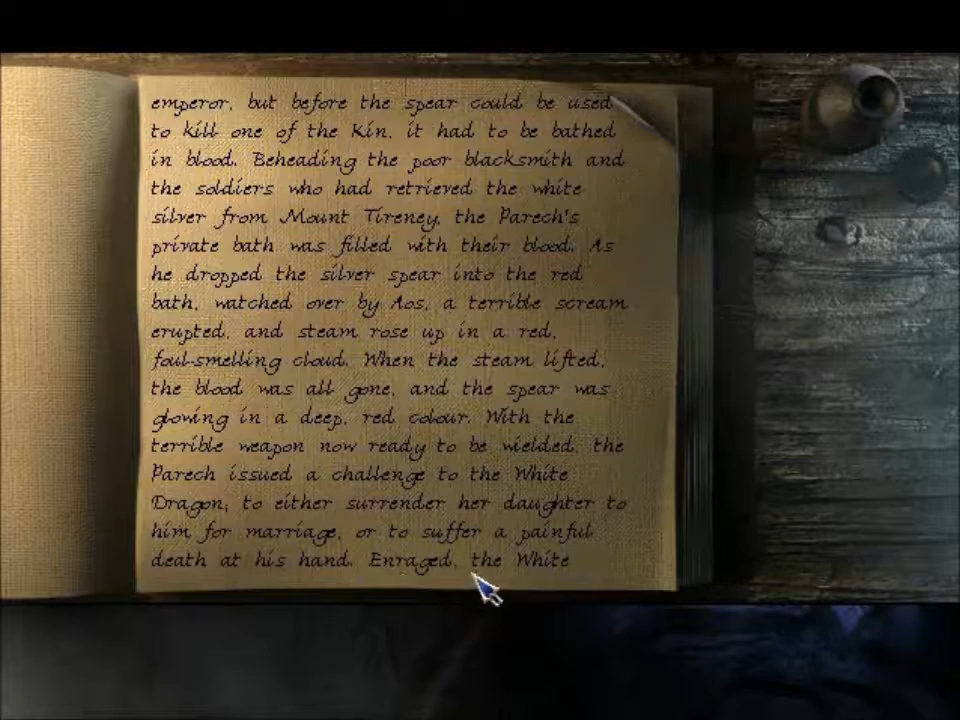 emperor, but before the spear could be used
to kill one of the Kin, it had to be bathed
in blood. Beheading the poor blacksmith and
the soldiers who had retrieved the white
silver from Mount Tireney, the Parech's
private bath was filled with their blood. As
he dropped the silver spear into the red
bath, watched over by Aos, a terrible scream
erupted, and steam rose up in a red,
foul-smelling cloud. When the steam lifted,
the blood was all gone, and the spear was
glowing in a deep, red colour. With the
terrible weapon now ready to be wielded, the
Parech issued a challenge to the White
Dragon; to either surrender her daughter to
him for marriage, or to suffer a painful
death at his hand. Enraged, the White